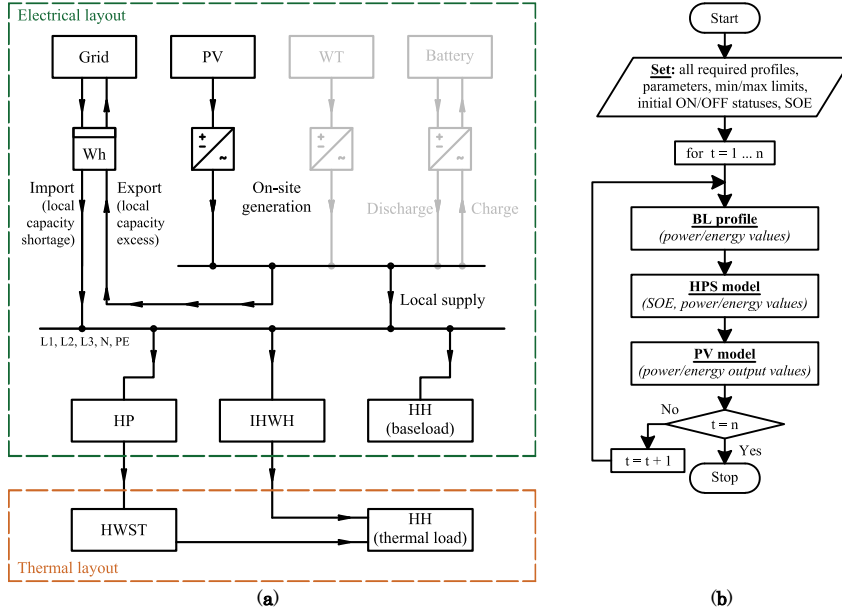 Electrical layout
Grid
PV
WT
Battery
+
–
~
+
–
~
+
–
~
Wh
Import
(local
capacity
shortage)
Export
(local
capacity
excess)
On-site
generation
Discharge
Charge
Local supply
L1, L2, L3, N, PE
HP
IHWH
HH
(baseload)
HWST
HH
(thermal load)
Thermal layout
(a)
Start
Set: all required profiles,
parameters, min/max limits,
initial ON/OFF statuses, SOE
for t = 1 ... n
BL profile
(power/energy values)
HPS model
(SOE, power/energy values)
PV model
(power/energy output values)
No
t = n
Yes
t = t + 1
Stop
(b)